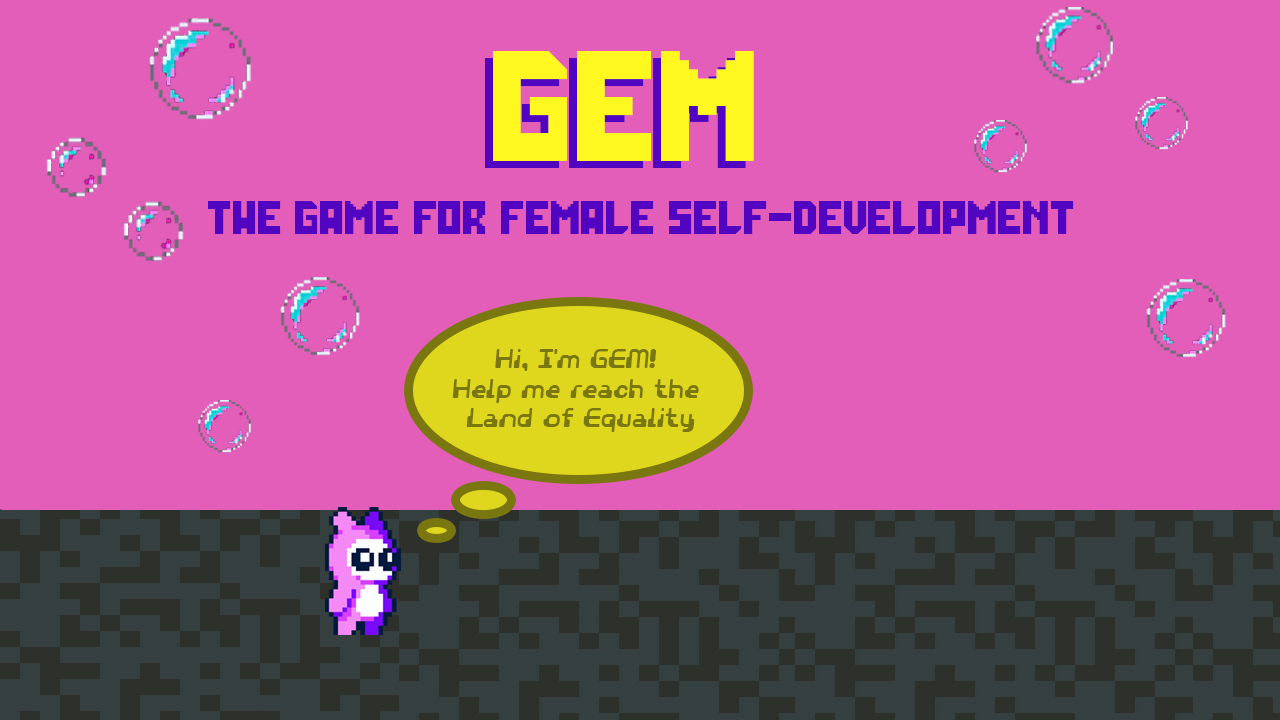 GEM
THE GAME FOR FEMALE SELF-DEVELOPMENT
Hi, I'm GEM!
Help me reach the
Land of Equality